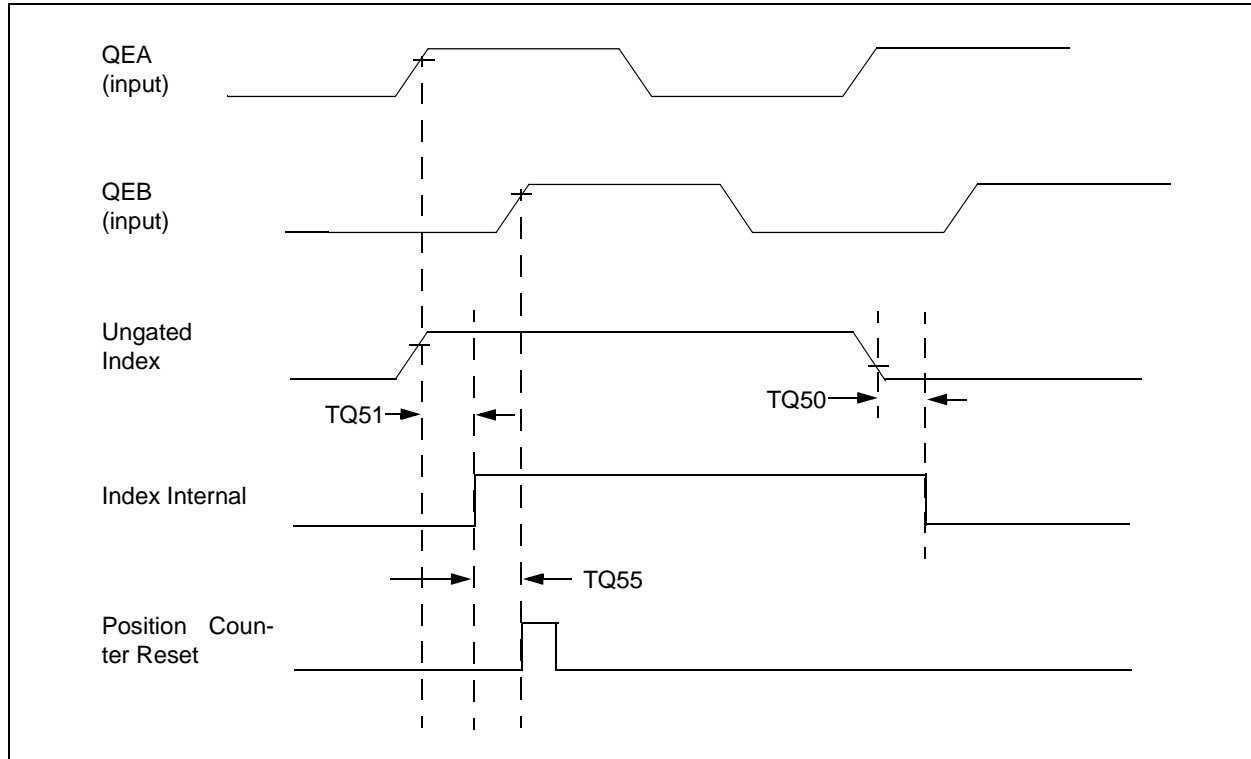 QEA
(input)
QEB
(input)
Ungated
Index
TQ51
TQ50
Index Internal
TQ55
Position Coun-
ter Reset